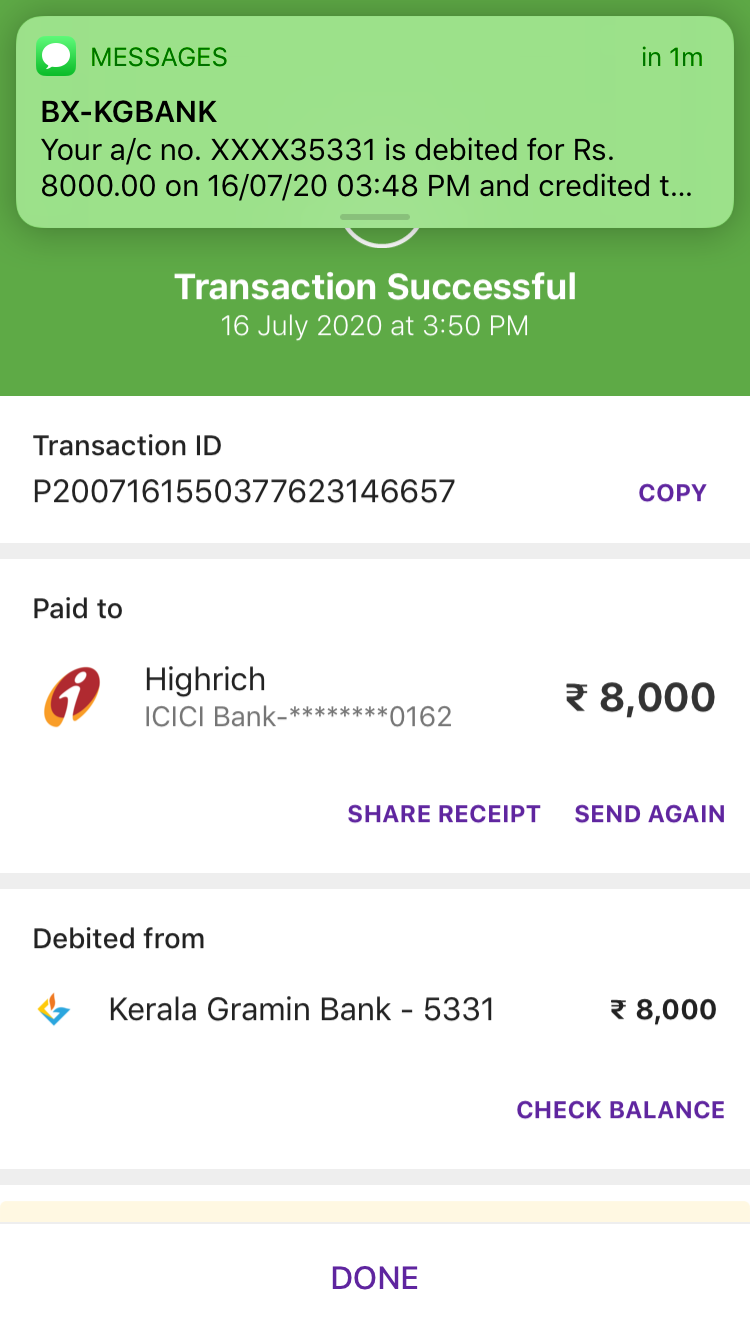 MESSAGES in 1m
BX-KGBANK
Your a/c no. XXXX35331 is debited for Rs.
8000.00 on 16/07/20 03:48 PM and credited t...
Transaction Successful
16 July 2020 at 3:50 PM
Transaction ID
P2007161550377623146657 COPY
Paid to
Highrich
ICICI Bank-********0162
₹ 8,000
SHARE RECEIPT SEND AGAIN
Debited from
Kerala Gramin Bank - 5331 ₹ 8,000
CHECK BALANCE
DONE